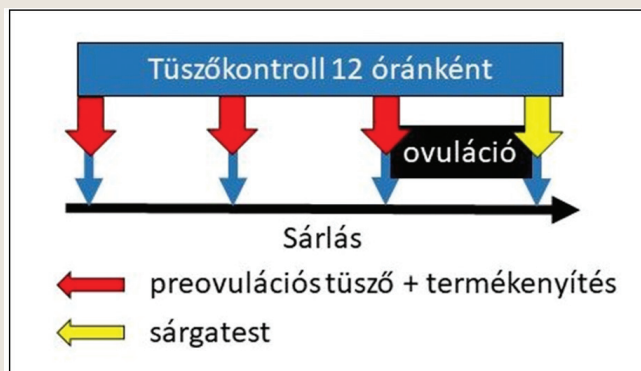 Tüszőkontroll 12 óránként
ovuláció
Sárlás
preovulációs tüsző + termékenyítés
sárgatest